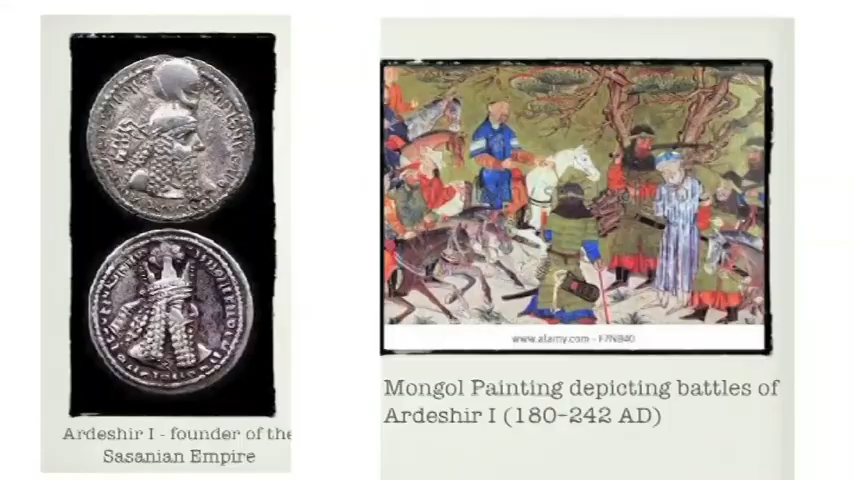 Ardeshir I - founder of the
Sasanian Empire
www.alamy.com - F7NB40
Mongol Painting depicting battles of
Ardeshir I (180-242 AD)